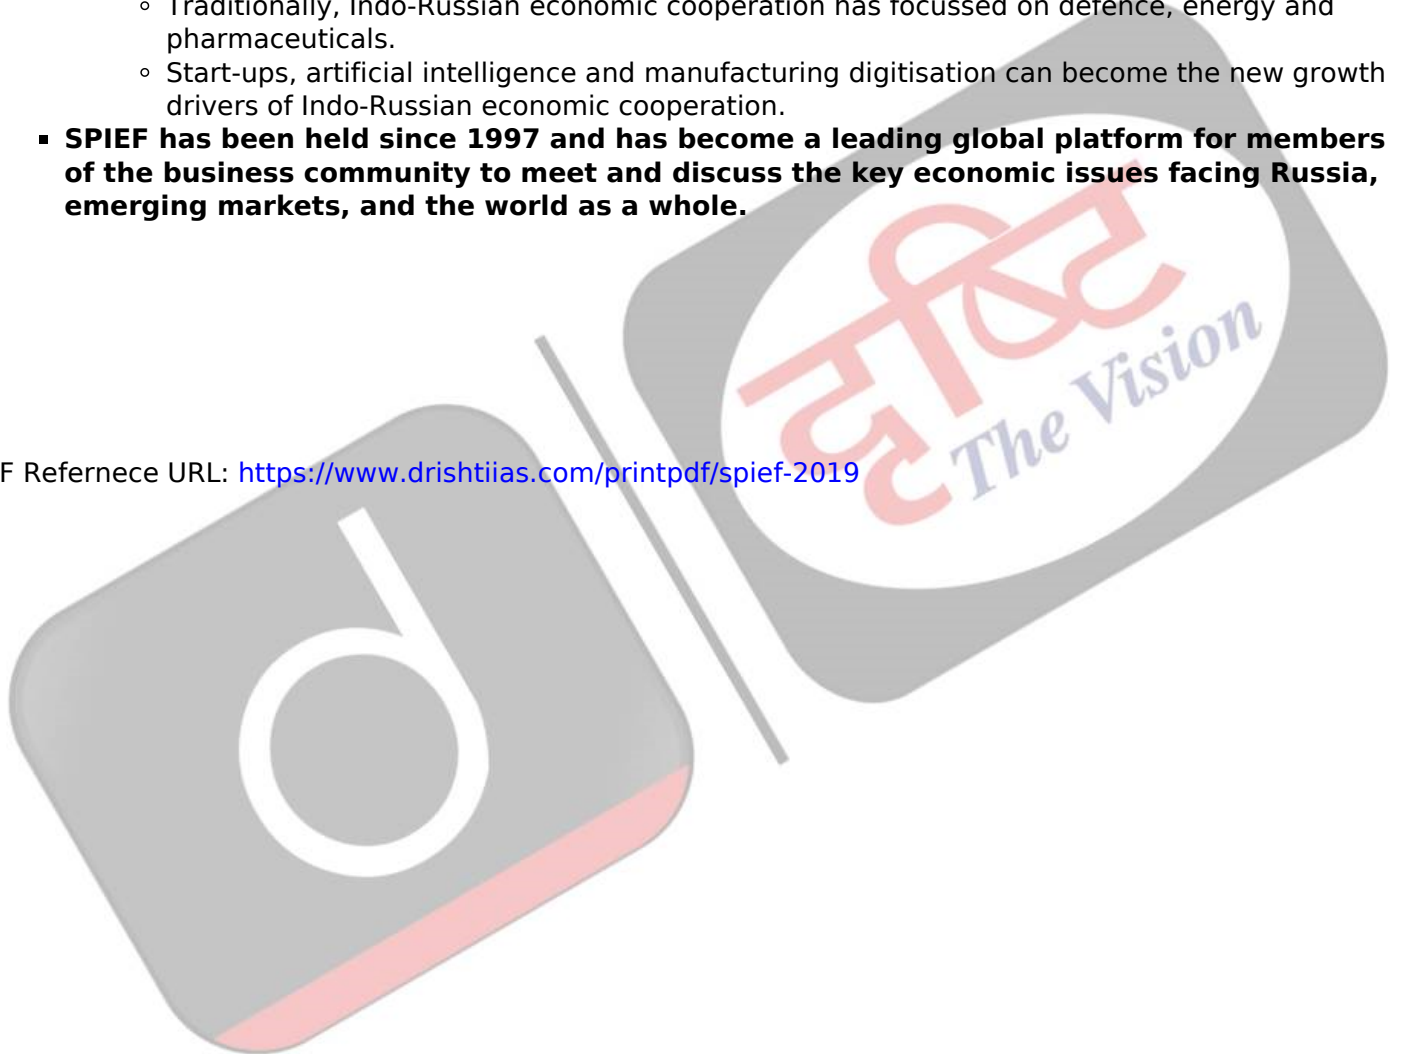 Traditionally, Indo-Russian economic cooperation has focussed on defence, energy and
pharmaceuticals.
Start-ups, artificial intelligence and manufacturing digitisation can become the new growth
drivers of Indo-Russian economic cooperation.
SPIEF has been held since 1997 and has become a leading global platform for members
of the business community to meet and discuss the key economic issues facing Russia,
emerging markets, and the world as a whole.
दृष्टि
The Vision
F Refernece URL: https://www.drishtiias.com/printpdf/spief-2019
d